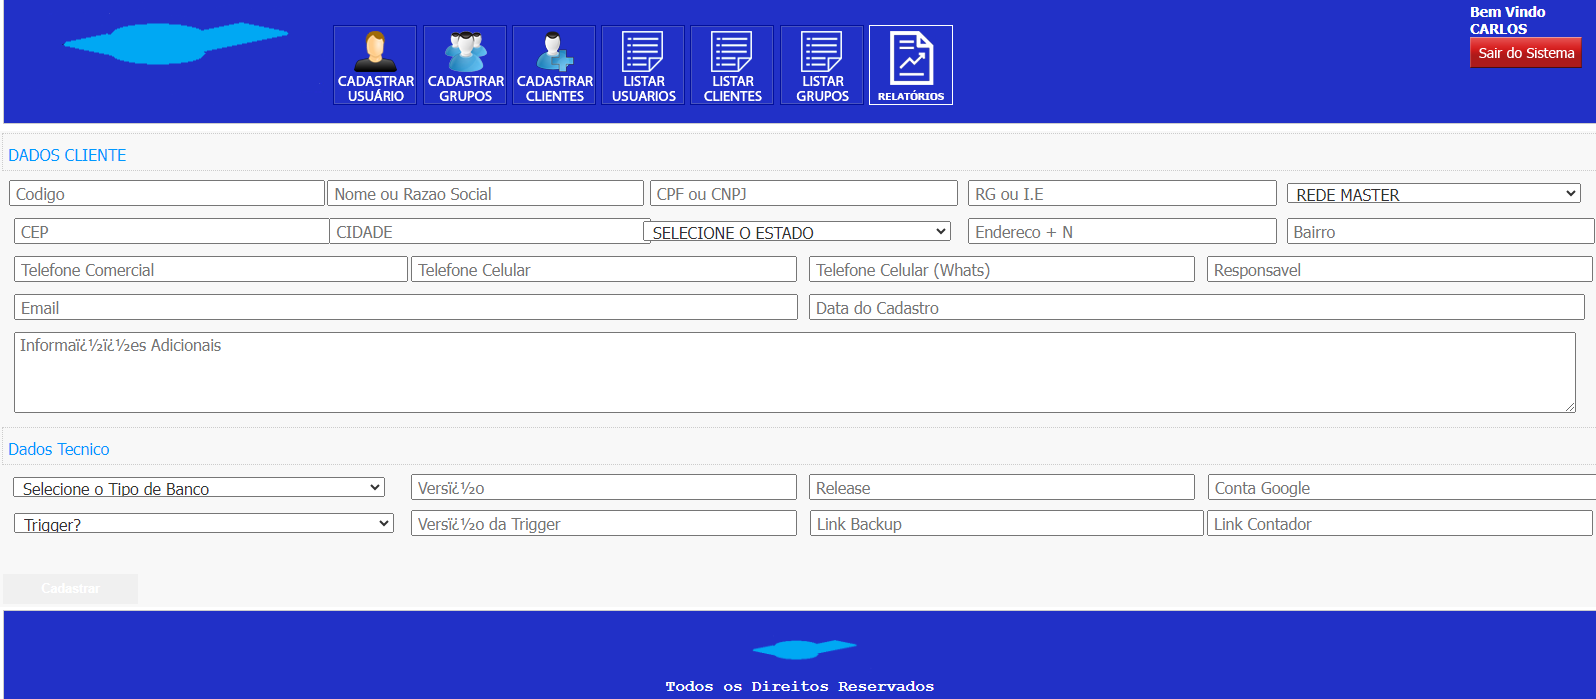 Bem Vindo
CARLOS
Sair do Sistema
CADASTRAR
USUÁRIO
CADASTRAR
GRUPOS
CADASTRAR
CLIENTES
LISTAR
USUARIOS
LISTAR
CLIENTES
LISTAR
GRUPOS
RELATÓRIOS
DADOS CLIENTE
Codigo Nome ou Razao Social CPF ou CNPJ RG ou I.E REDE MASTER
CEP CIDADE SELECIONE O ESTADO Endereco + N Bairro
Telefone Comercial Telefone Celular Telefone Celular (Whats) Responsavel
Email Data do Cadastro
Informaï¿½ï¿½es Adicionais
Dados Tecnico
Selecione o Tipo de Banco Versï¿½o Release Conta Google
Trigger? Versï¿½o da Trigger Link Backup Link Contador
Cadastrar
Todos os Direitos Reservados